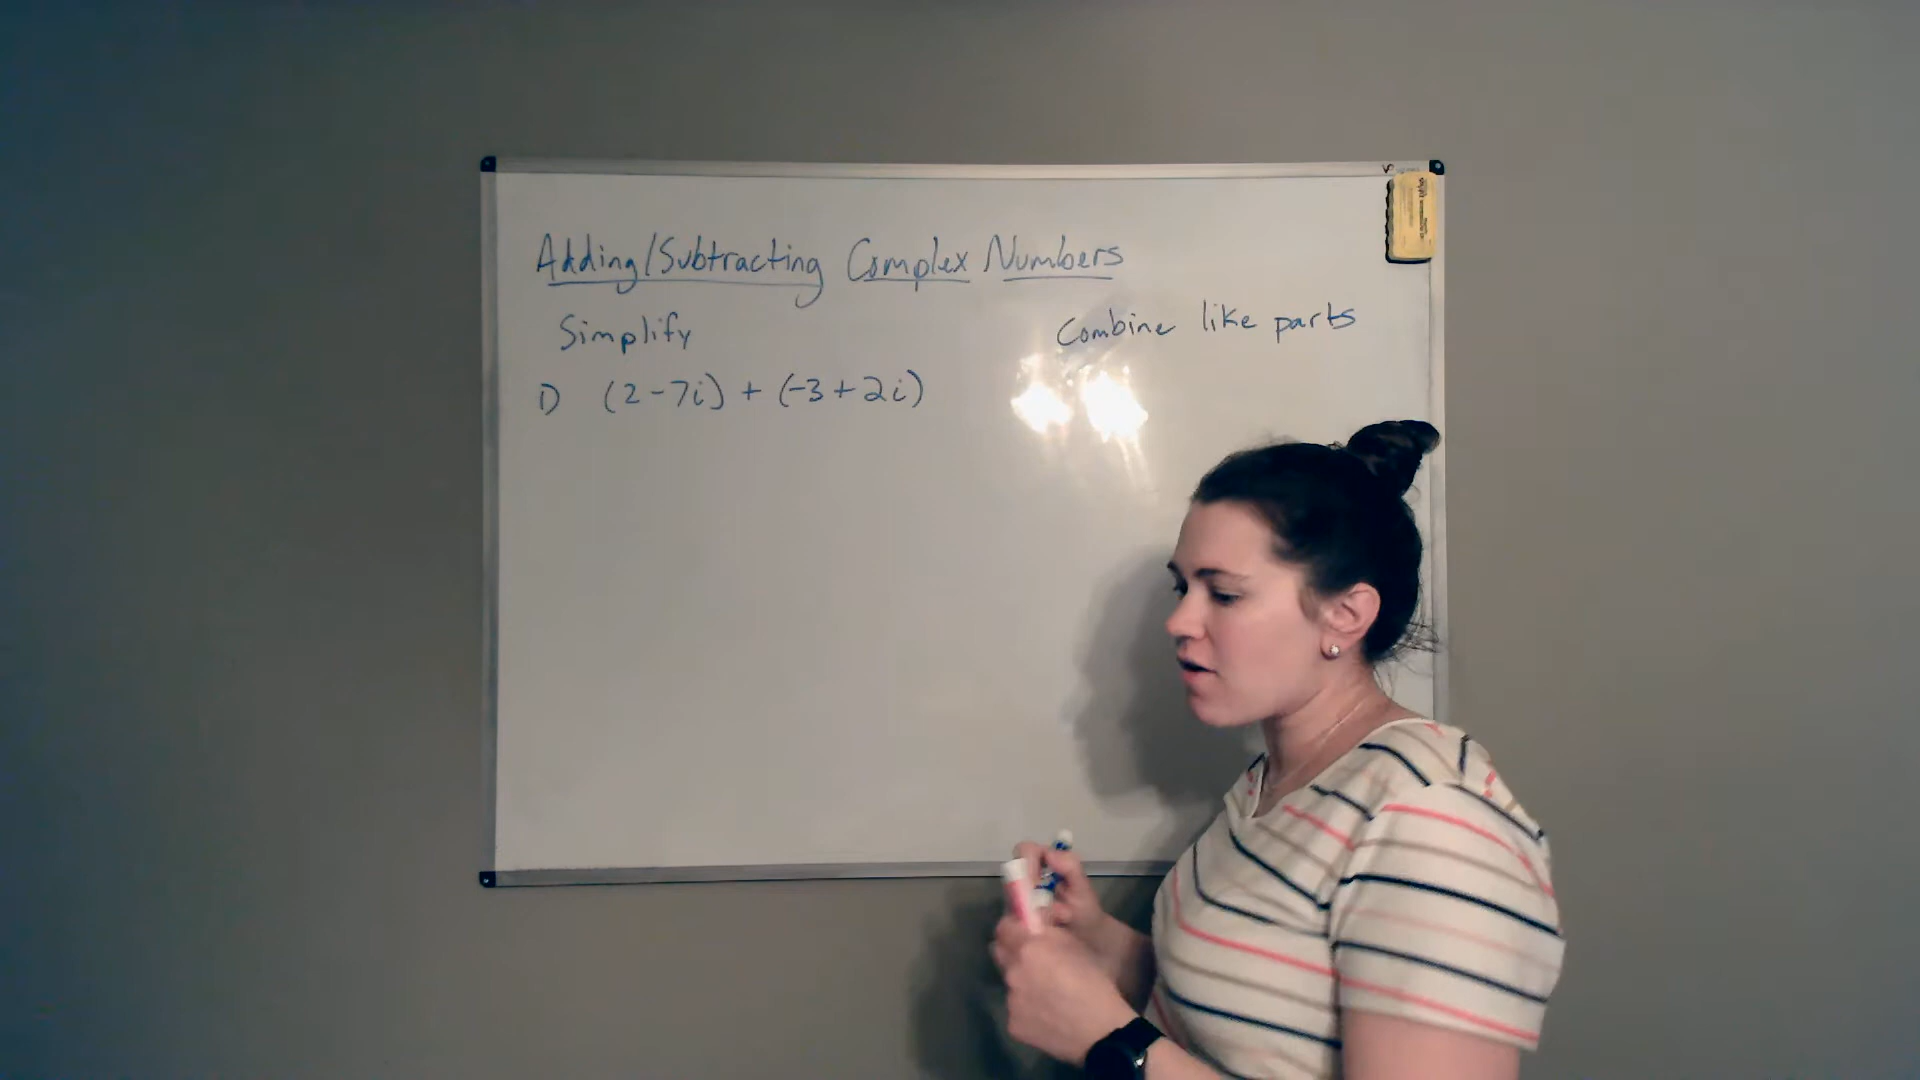 Adding/Subtracting Complex Numbers
Simplify
Combine like parts
1) (2-7i) + (-3+2i)